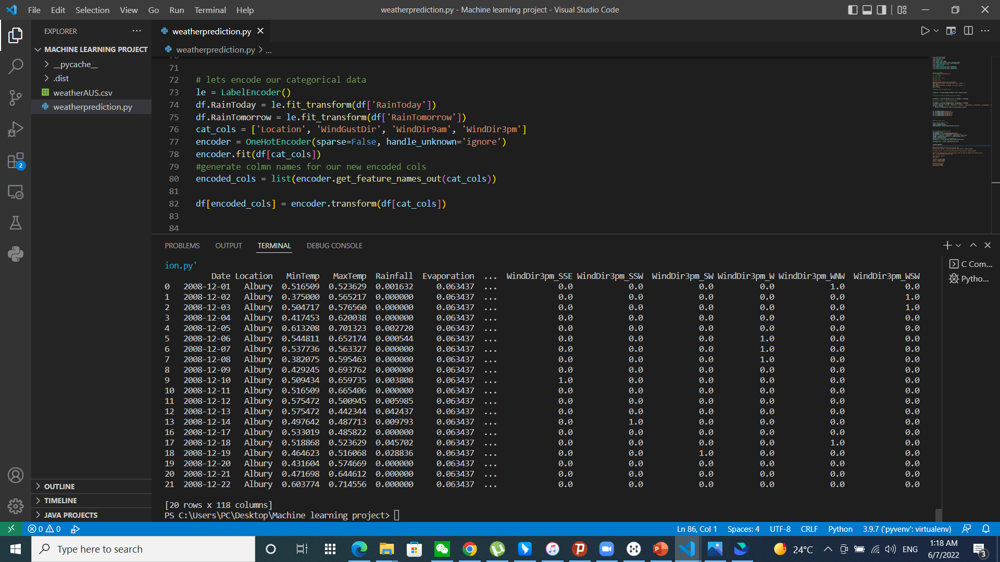 File Edit Selection View Go Run Terminal Help
weatherprediction.py - Machine learning project - Visual Studio Code
EXPLORER
MACHINE LEARNING PROJECT
__pycache__
.dist
weatherAUS.csv
weatherprediction.py
OUTLINE
TIMELINE
JAVA PROJECTS
2
weatherprediction.py
weatherprediction.py > ...
71
72 # lets encode our categorical data
73 le = LabelEncoder()
74 df.RainToday = le.fit_transform(df['RainToday'])
75 df.RainTomorrow = le.fit_transform(df['RainTomorrow'])
76 cat_cols = ['Location', 'WindGustDir', 'WindDir9am', 'WindDir3pm']
77 encoder = OneHotEncoder(sparse=False, handle_unknown='ignore')
78 encoder.fit(df[cat_cols])
79 #generate colmn names for our new encoded cols
80 encoded_cols = list(encoder.get_feature_names_out(cat_cols))
81
82 df[encoded_cols] = encoder.transform(df[cat_cols])
83
84
PROBLEMS OUTPUT TERMINAL DEBUG CONSOLE
C Com...
Pytho...
ion.py'
Date Location MinTemp MaxTemp Rainfall Evaporation ... WindDir3pm_SSE WindDir3pm_SSW WindDir3pm_SW WindDir3pm_W WindDir3pm_WNW WindDir3pm_WSW
0 2008-12-01 Albury 0.516509 0.523629 0.001632 0.063437 ... 0.0 0.0 0.0 0.0 1.0 0.0
1 2008-12-02 Albury 0.375000 0.565217 0.000000 0.063437 ... 0.0 0.0 0.0 0.0 0.0 1.0
2 2008-12-03 Albury 0.504717 0.576560 0.000000 0.063437 ... 0.0 0.0 0.0 0.0 0.0 1.0
3 2008-12-04 Albury 0.417453 0.620038 0.000000 0.063437 ... 0.0 0.0 0.0 0.0 0.0 0.0
4 2008-12-05 Albury 0.613208 0.701323 0.002720 0.063437 ... 0.0 0.0 0.0 0.0 0.0 0.0
5 2008-12-06 Albury 0.544811 0.652174 0.000544 0.063437 ... 0.0 0.0 0.0 1.0 0.0 0.0
6 2008-12-07 Albury 0.537736 0.563327 0.000000 0.063437 ... 0.0 0.0 0.0 1.0 0.0 0.0
7 2008-12-08 Albury 0.382075 0.595463 0.000000 0.063437 ... 0.0 0.0 0.0 1.0 0.0 0.0
8 2008-12-09 Albury 0.429245 0.693762 0.000000 0.063437 ... 0.0 0.0 0.0 0.0 0.0 0.0
9 2008-12-10 Albury 0.509434 0.659735 0.003808 0.063437 ... 1.0 0.0 0.0 0.0 0.0 0.0
10 2008-12-11 Albury 0.516509 0.665406 0.000000 0.063437 ... 0.0 0.0 0.0 0.0 0.0 0.0
11 2008-12-12 Albury 0.575472 0.500945 0.005985 0.063437 ... 0.0 0.0 0.0 0.0 0.0 0.0
12 2008-12-13 Albury 0.575472 0.442344 0.042437 0.063437 ... 0.0 0.0 0.0 0.0 0.0 0.0
13 2008-12-14 Albury 0.497642 0.487713 0.009793 0.063437 ... 0.0 1.0 0.0 0.0 0.0 0.0
16 2008-12-17 Albury 0.533019 0.485822 0.000000 0.063437 ... 0.0 0.0 0.0 0.0 0.0 0.0
17 2008-12-18 Albury 0.518868 0.523629 0.045702 0.063437 ... 0.0 0.0 0.0 0.0 1.0 0.0
18 2008-12-19 Albury 0.464623 0.516068 0.028836 0.063437 ... 0.0 0.0 1.0 0.0 0.0 0.0
19 2008-12-20 Albury 0.431604 0.574669 0.000000 0.063437 ... 0.0 0.0 0.0 0.0 0.0 0.0
20 2008-12-21 Albury 0.471698 0.644612 0.000000 0.063437 ... 0.0 0.0 0.0 0.0 0.0 0.0
21 2008-12-22 Albury 0.603774 0.714556 0.000000 0.063437 ... 0.0 0.0 0.0 0.0 0.0 0.0
[20 rows x 118 columns]
PS C:\Users\PC\Desktop\Machine learning project>
0 0 Ln 86, Col 1 Spaces: 4 UTF-8 CRLF Python 3.9.7 ('pyvenv': virtualenv)
Type here to search
24°C ENG
1:18 AM
6/7/2022
3